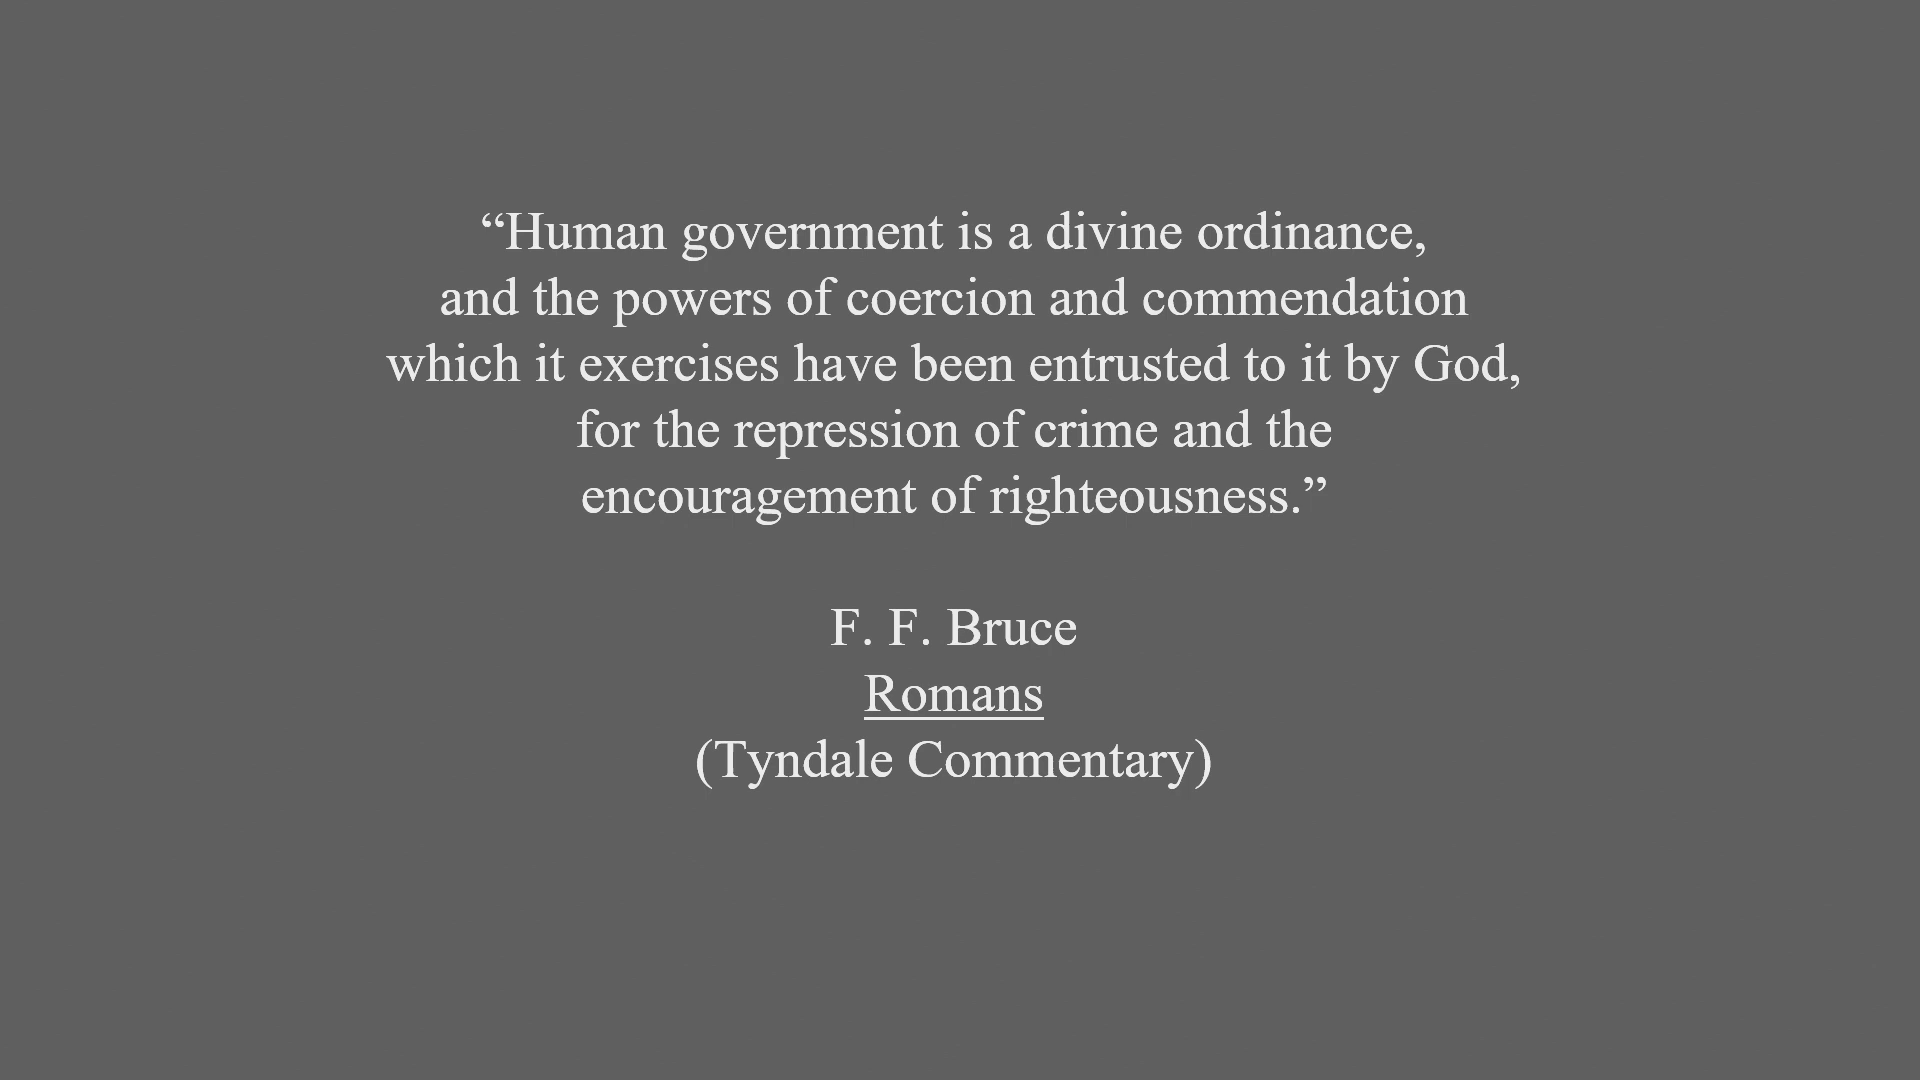 “Human government is a divine ordinance,
and the powers of coercion and commendation
which it exercises have been entrusted to it by God,
for the repression of crime and the
encouragement of righteousness.”
F. F. Bruce
Romans
(Tyndale Commentary)